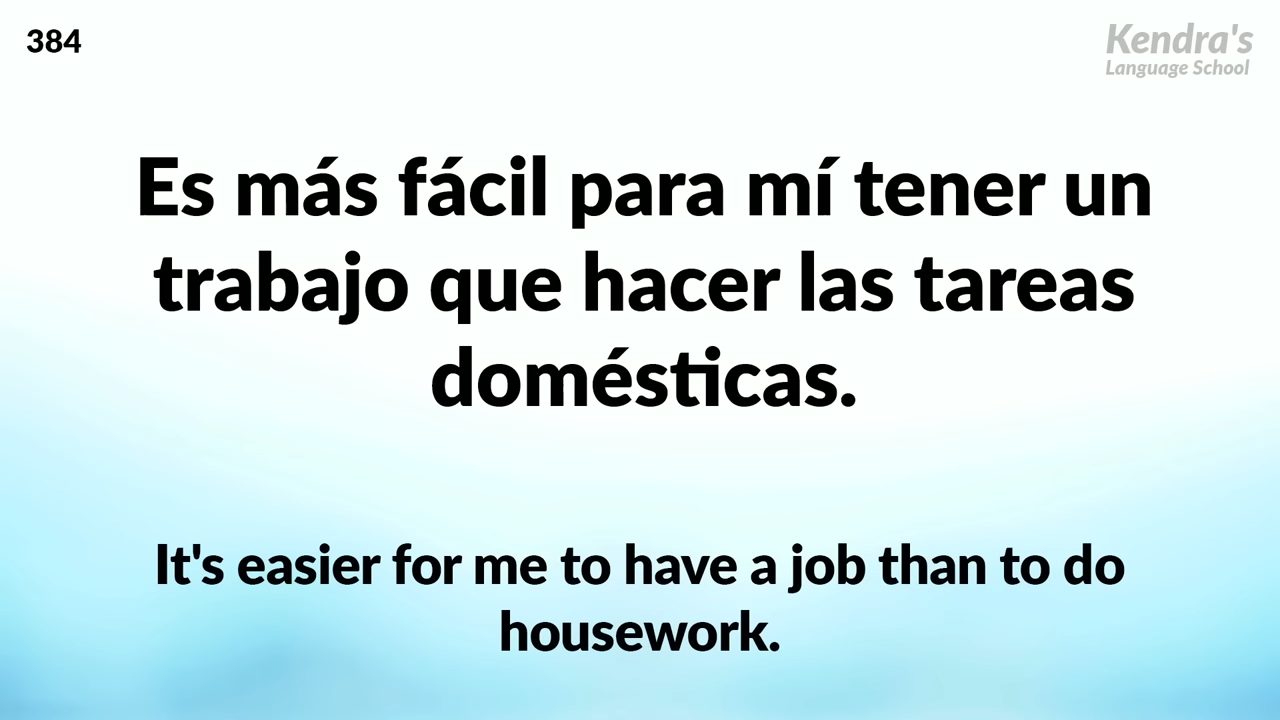 384
Kendra's
Language School
Es más fácil para mí tener un
trabajo que hacer las tareas
domésticas.
It's easier for me to have a job than to do
housework.